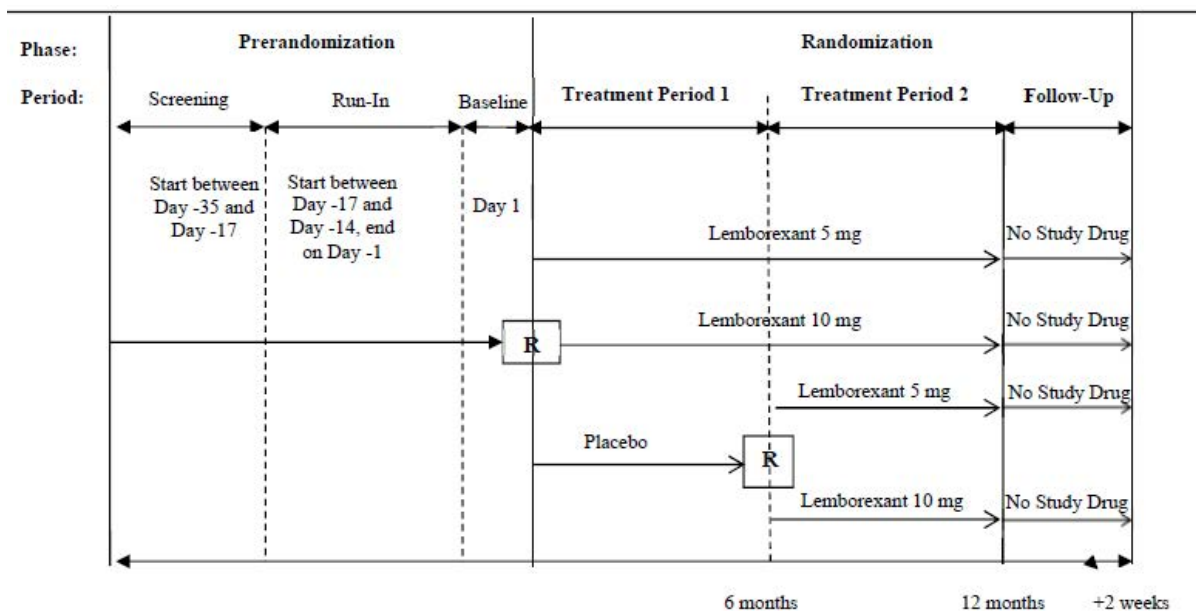 Phase:
Prerandomization
Randomization
Period:
Screening
Run-In
Baseline
Treatment Period 1
Treatment Period 2
Follow-Up
Start between
Day -35 and
Day -17
Start between
Day -17 and
Day -14, end
on Day -1
Day 1
Lemborexant 5 mg
No Study Drug
R
Lemborexant 10 mg
No Study Drug
Lemborexant 5 mg
No Study Drug
Placebo
R
Lemborexant 10 mg
No Study Drug
6 months
12 months
+2 weeks